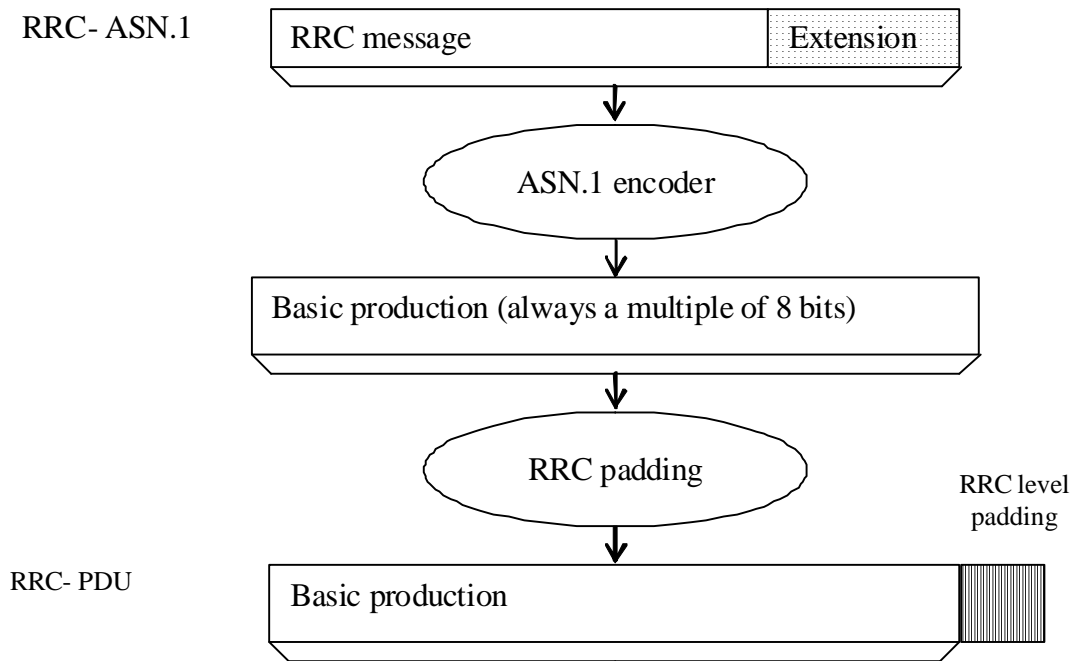 RRC- ASN.1
RRC message
Extension
ASN.1 encoder
Basic production (always a multiple of 8 bits)
RRC padding
RRC level
padding
RRC- PDU
Basic production